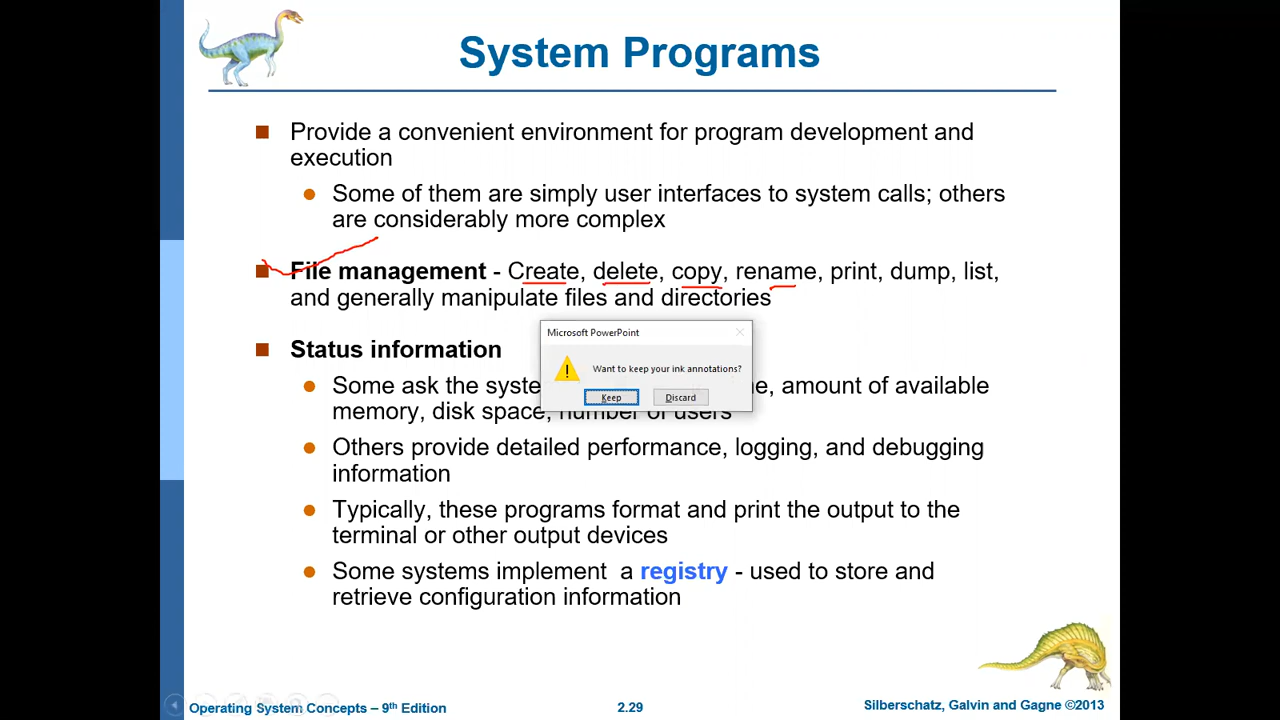 System Programs
Provide a convenient environment for program development and
execution
Some of them are simply user interfaces to system calls; others
are considerably more complex
File management - Create, delete, copy, rename, print, dump, list,
and generally manipulate files and directories
Microsoft PowerPoint
Want to keep your ink annotations?
Keep Discard
Status information
Some ask the syste e, amount of available
memory, disk space, number of users
Others provide detailed performance, logging, and debugging
information
Typically, these programs format and print the output to the
terminal or other output devices
Some systems implement a registry - used to store and
retrieve configuration information
Operating System Concepts – 9th Edition 2.29 Silberschatz, Galvin and Gagne ©2013